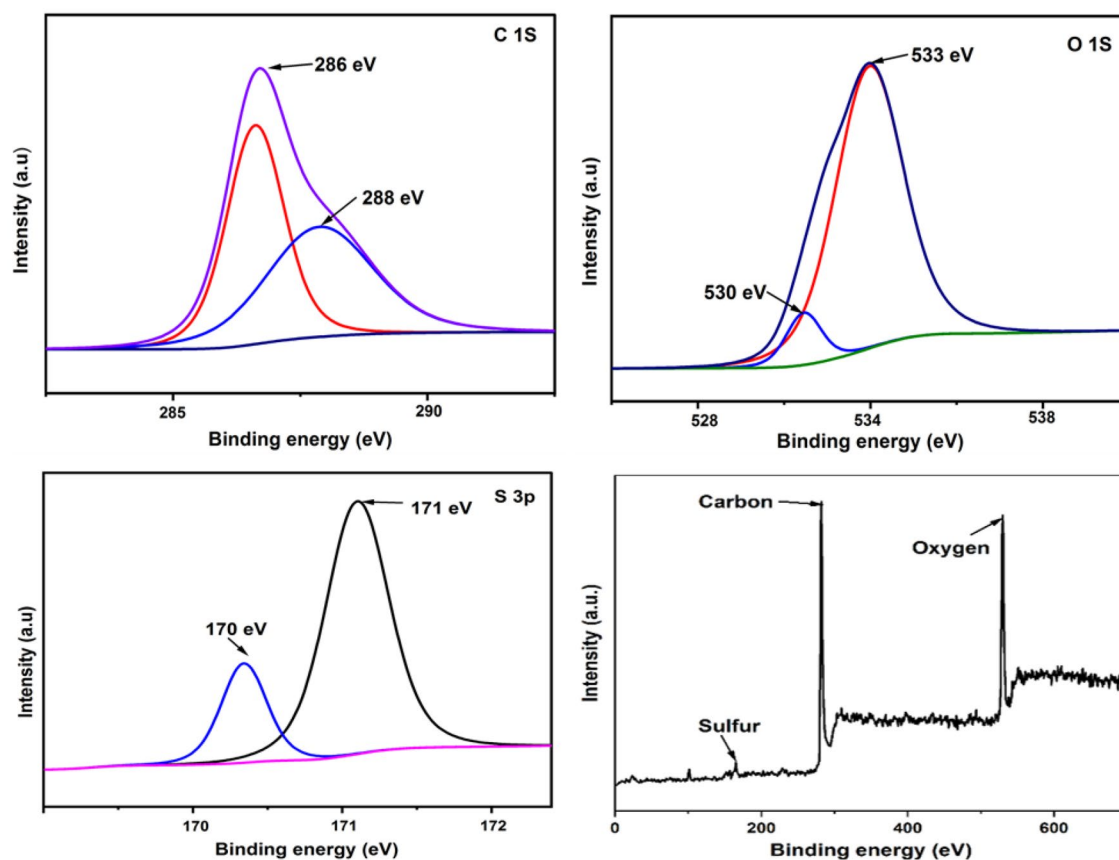 C 1S
286 eV
288 eV
Intensity (a.u)
285
290
Binding energy (eV)
O 1S
533 eV
530 eV
Intensity (a.u)
528
534
538
Binding energy (eV)
S 3p
171 eV
170 eV
Intensity (a.u)
170
171
172
Binding energy (eV)
Carbon
Oxygen
Sulfur
Intensity (a.u.)
0
200
400
600
Binding energy (eV)